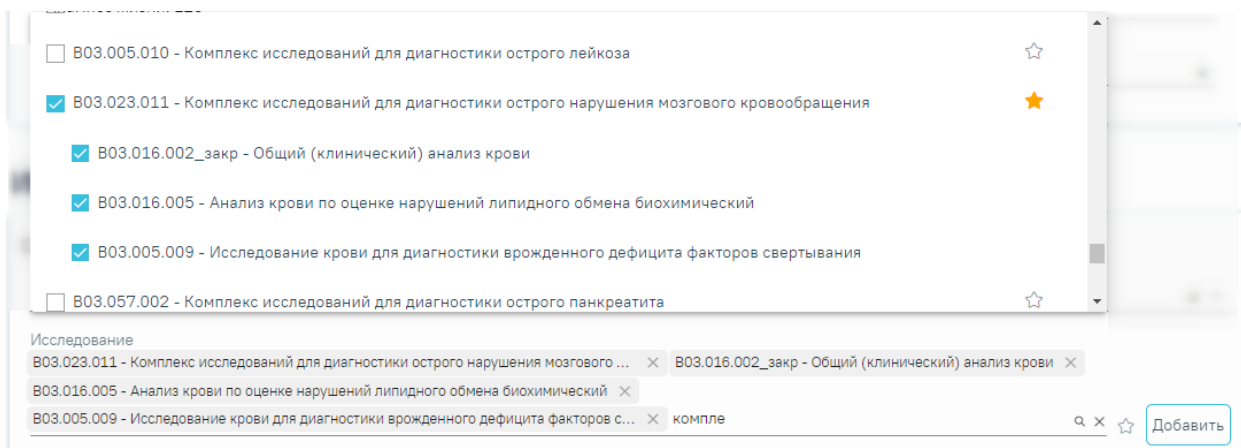 B03.005.010 - Комплекс исследований для диагностики острого лейкоза
B03.023.011 - Комплекс исследований для диагностики острого нарушения мозгового кровообращения
B03.016.002_закр - Общий (клинический) анализ крови
B03.016.005 - Анализ крови по оценке нарушений липидного обмена биохимический
B03.005.009 - Исследование крови для диагностики врожденного дефицита факторов свертывания
B03.057.002 - Комплекс исследований для диагностики острого панкреатита
Исследование
B03.023.011 - Комплекс исследований для диагностики острого нарушения мозгового ... B03.016.002_закр - Общий (клинический) анализ крови
B03.016.005 - Анализ крови по оценке нарушений липидного обмена биохимический
B03.005.009 - Исследование крови для диагностики врожденного дефицита факторов с... компле Добавить